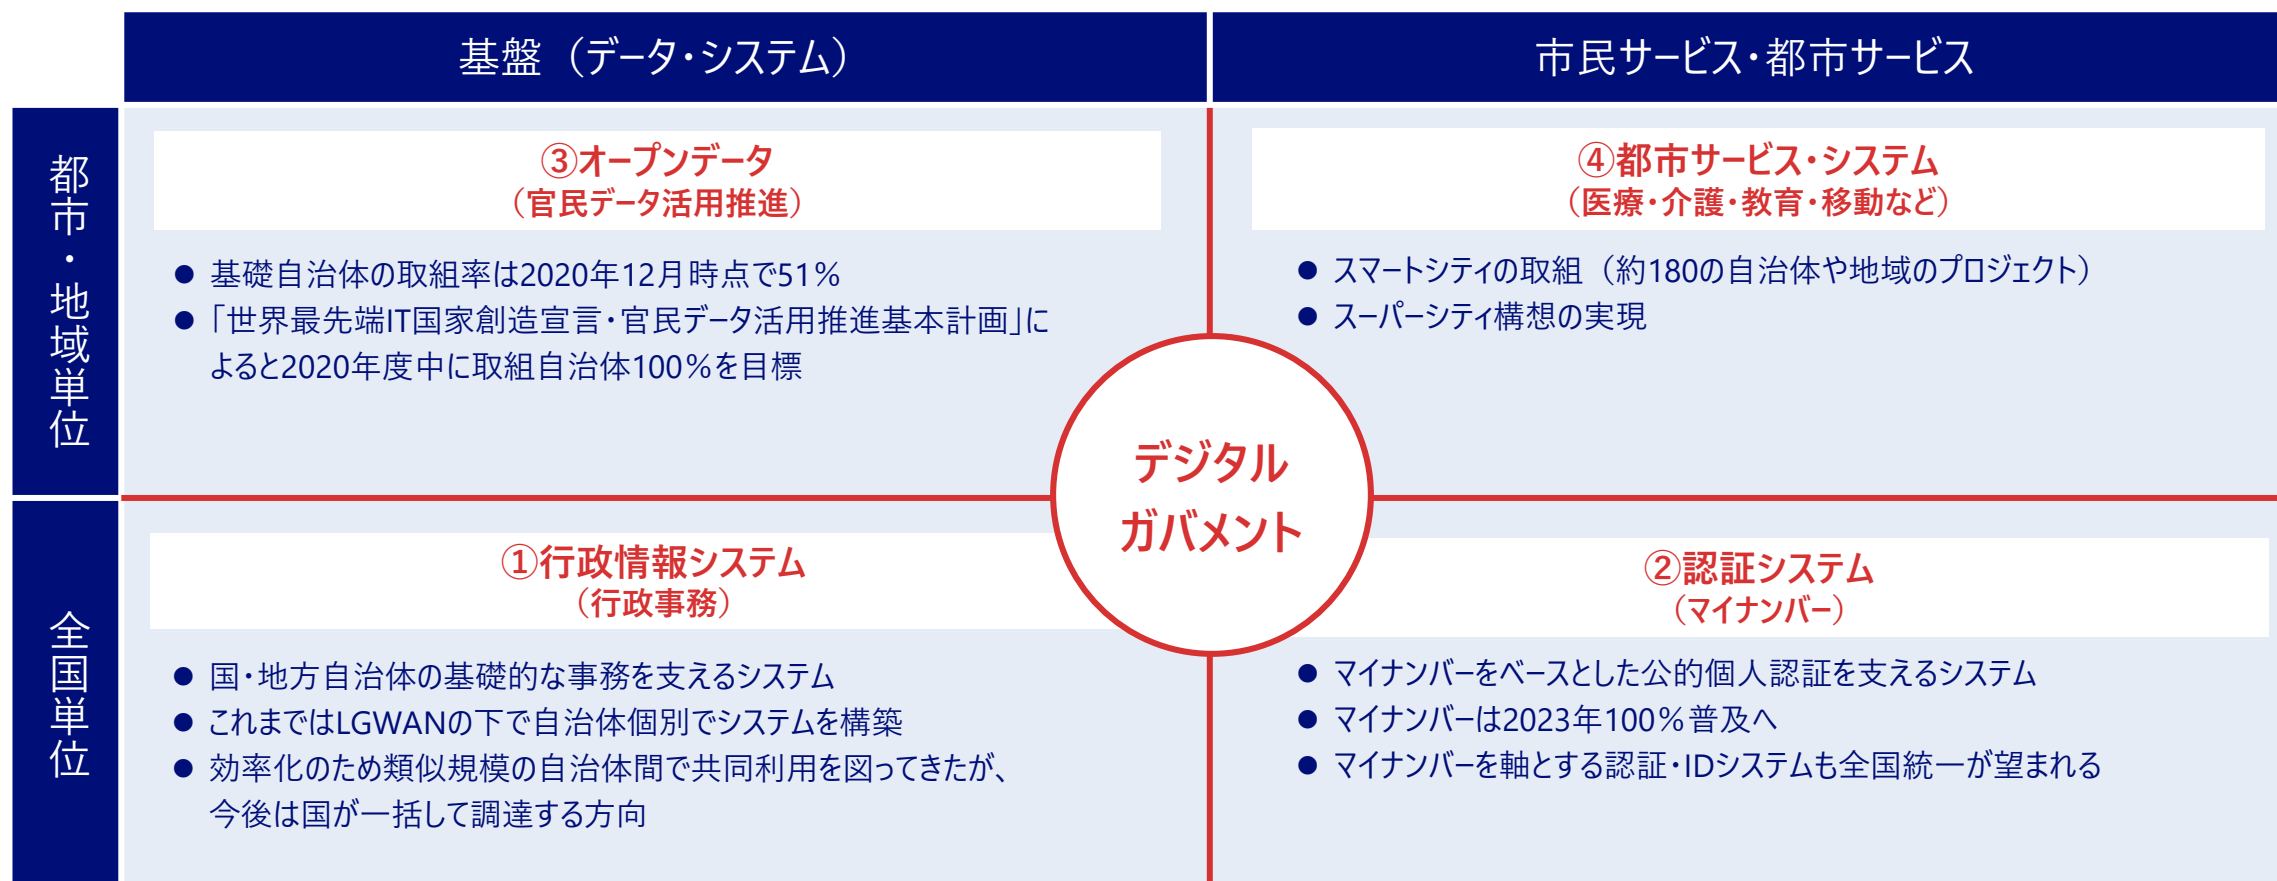 基盤（データ・システム）
市民サービス・都市サービス
都市・地域単位
③オープンデータ
（官民データ活用推進）
● 基礎自治体の取組率は2020年12月時点で51％
● 「世界最先端IT国家創造宣言・官民データ活用推進基本計画」に
よると2020年度中に取組自治体100％を目標
④都市サービス・システム
（医療・介護・教育・移動など）
● スマートシティの取組（約180の自治体や地域のプロジェクト）
● スーパーシティ構想の実現
デジタル
ガバメント
全国単位
①行政情報システム
（行政事務）
● 国・地方自治体の基礎的な事務を支えるシステム
● これまではLGWANの下で自治体個別でシステムを構築
● 効率化のため類似規模の自治体間で共同利用を図ってきたが、
今後は国が一括して調達する方向
②認証システム
（マイナンバー）
● マイナンバーをベースとした公的個人認証を支えるシステム
● マイナンバーは2023年100％普及へ
● マイナンバーを軸とする認証・IDシステムも全国統一が望まれる